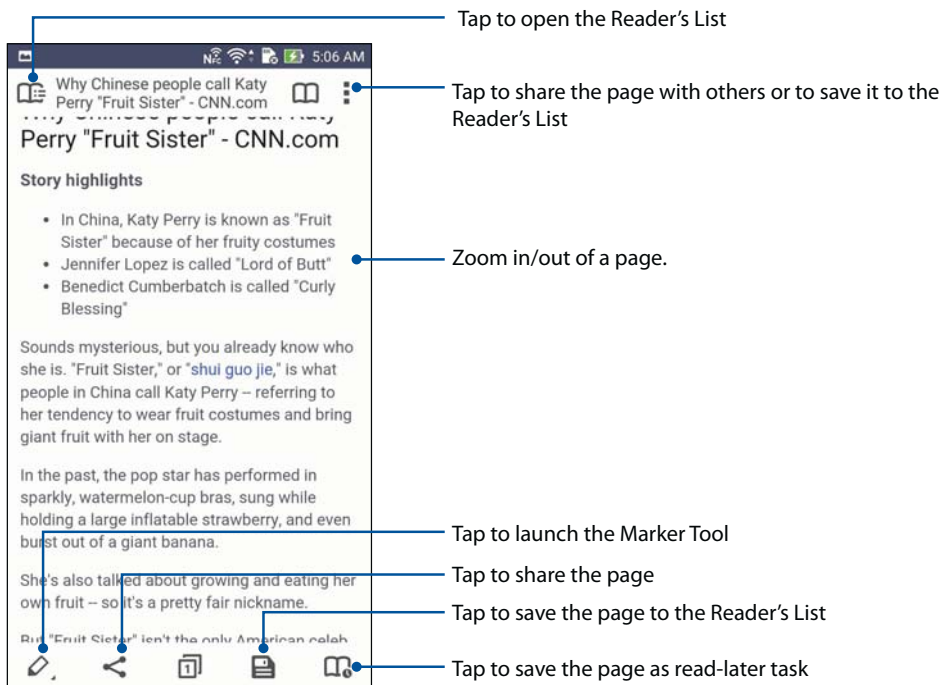 Tap to open the Reader's List
5:06 AM
Why Chinese people call Katy
Perry "Fruit Sister" - CNN.com
Tap to share the page with others or to save it to the
Reader's List
Why Chinese people call Katy
Perry "Fruit Sister" - CNN.com
Story highlights
• In China, Katy Perry is known as "Fruit
Sister" because of her fruity costumes
• Jennifer Lopez is called "Lord of Butt"
Zoom in/out of a page.
• Benedict Cumberbatch is called "Curly
Blessing"
Sounds mysterious, but you already know who
she is. "Fruit Sister," or "shui guo jie," is what
people in China call Katy Perry – referring to
her tendency to wear fruit costumes and bring
giant fruit with her on stage.
In the past, the pop star has performed in
sparkly, watermelon-cup bras, sung while
holding a large inflatable strawberry, and even
burst out of a giant banana.
Tap to launch the Marker Tool
She's also talked about growing and eating her
Tap to share the page
own fruit – so it's a pretty fair nickname.
Tap to save the page to the Reader's List
But "Fruit Sister" isn't the only American celeb
1
Tap to save the page as read-later task